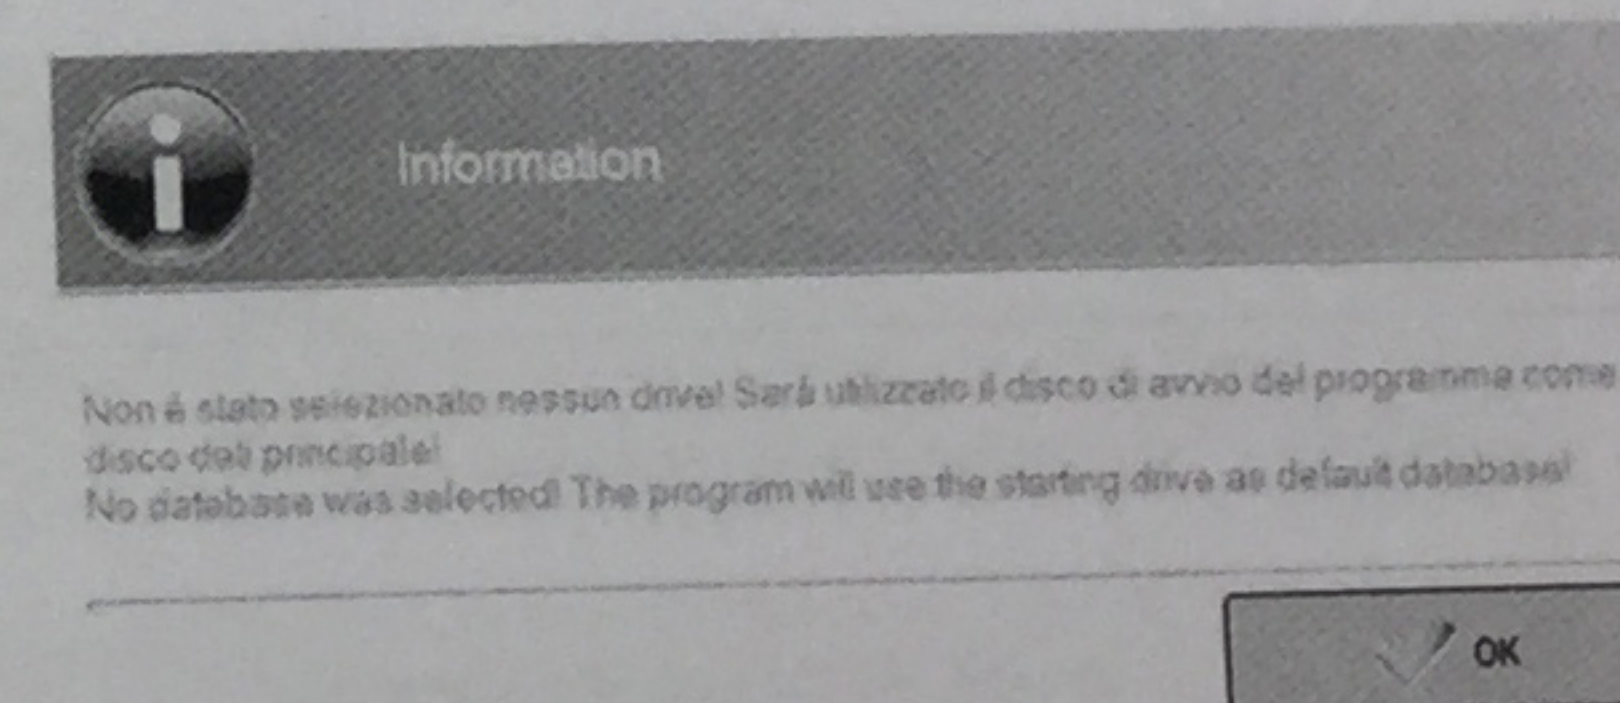 Information
Non è stato selezionato nessun drive! Sarà utilizzato il disco di avvio del programma come
disco dati principale!
No database was selected! The program will use the starting drive as default database!
OK